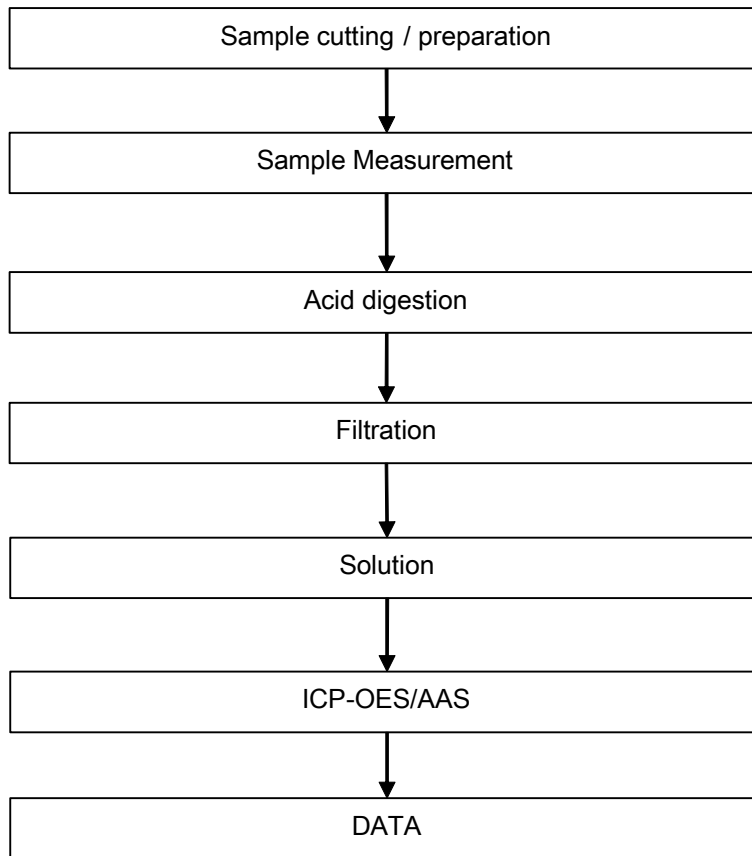 Sample cutting / preparation
Sample Measurement
Acid digestion
Filtration
Solution
ICP-OES/AAS
DATA